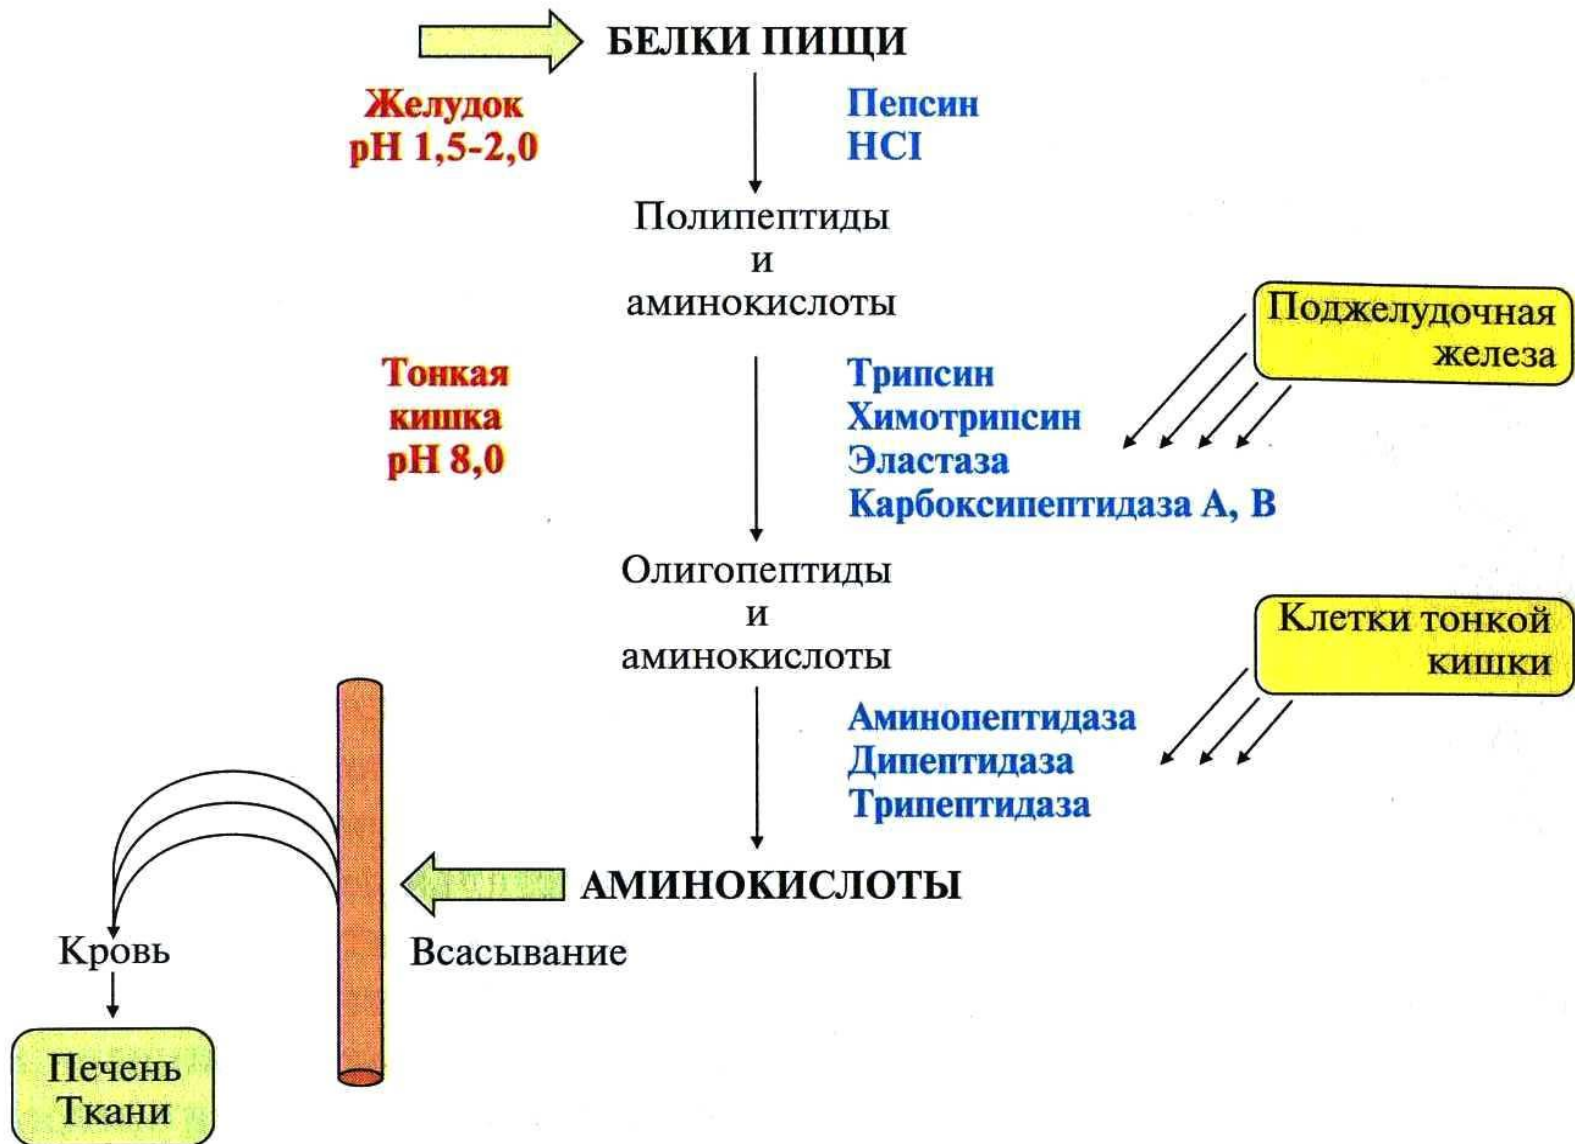 БЕЛКИ ПИЩИ
Желудок
pH 1,5-2,0
Пепсин
HCI
Полипептиды
и
аминокислоты
Поджелудочная
железа
Тонкая
кишка
pH 8,0
Трипсин
Химотрипсин
Эластаза
Карбоксипептидаза А, В
Олигопептиды
и
аминокислоты
Клетки тонкой
кишки
Аминопептидаза
Дипептидаза
Трипептидаза
АМИНОКИСЛОТЫ
Всасывание
Кровь
Печень
Ткани